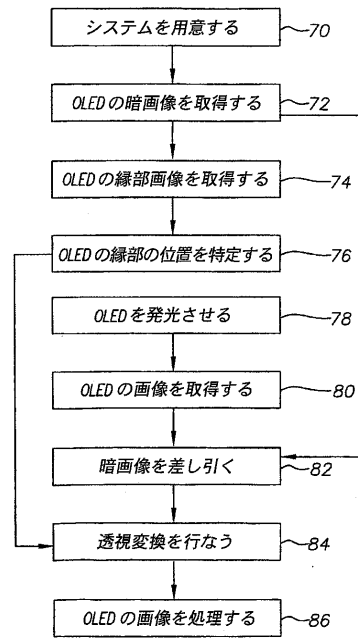 システムを用意する 70
OLEDの暗画像を取得する 72
OLEDの縁部画像を取得する 74
OLEDの縁部の位置を特定する 76
OLEDを発光させる 78
OLEDの画像を取得する 80
暗画像を差し引く 82
透視変換を行なう 84
OLEDの画像を処理する 86